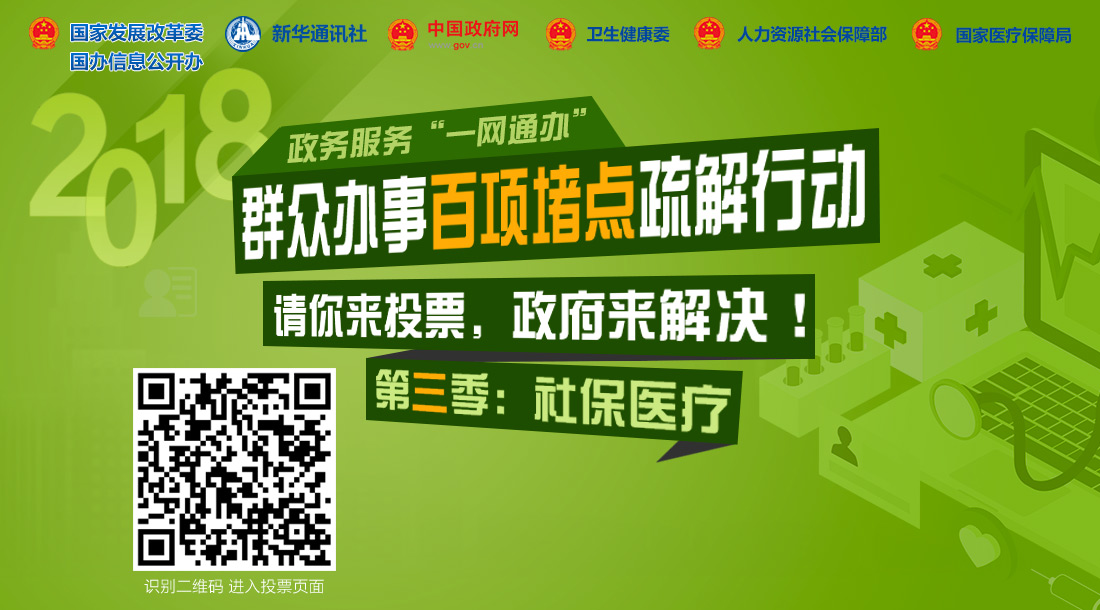 国家发展改革委
国办信息公开办
新华通讯社
中国政府网
www.gov.cn
卫生健康委
人力资源社会保障部
国家医疗保障局
2018
政务服务“一网通办”
群众办事百项堵点疏解行动
请你来投票，政府来解决！
第三季：社保医疗
识别二维码 进入投票页面